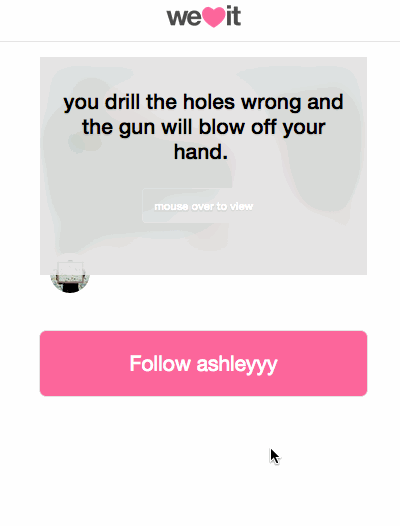 we it
you drill the holes wrong and
the gun will blow off your
hand.
mouse over to view
Follow ashleyyy